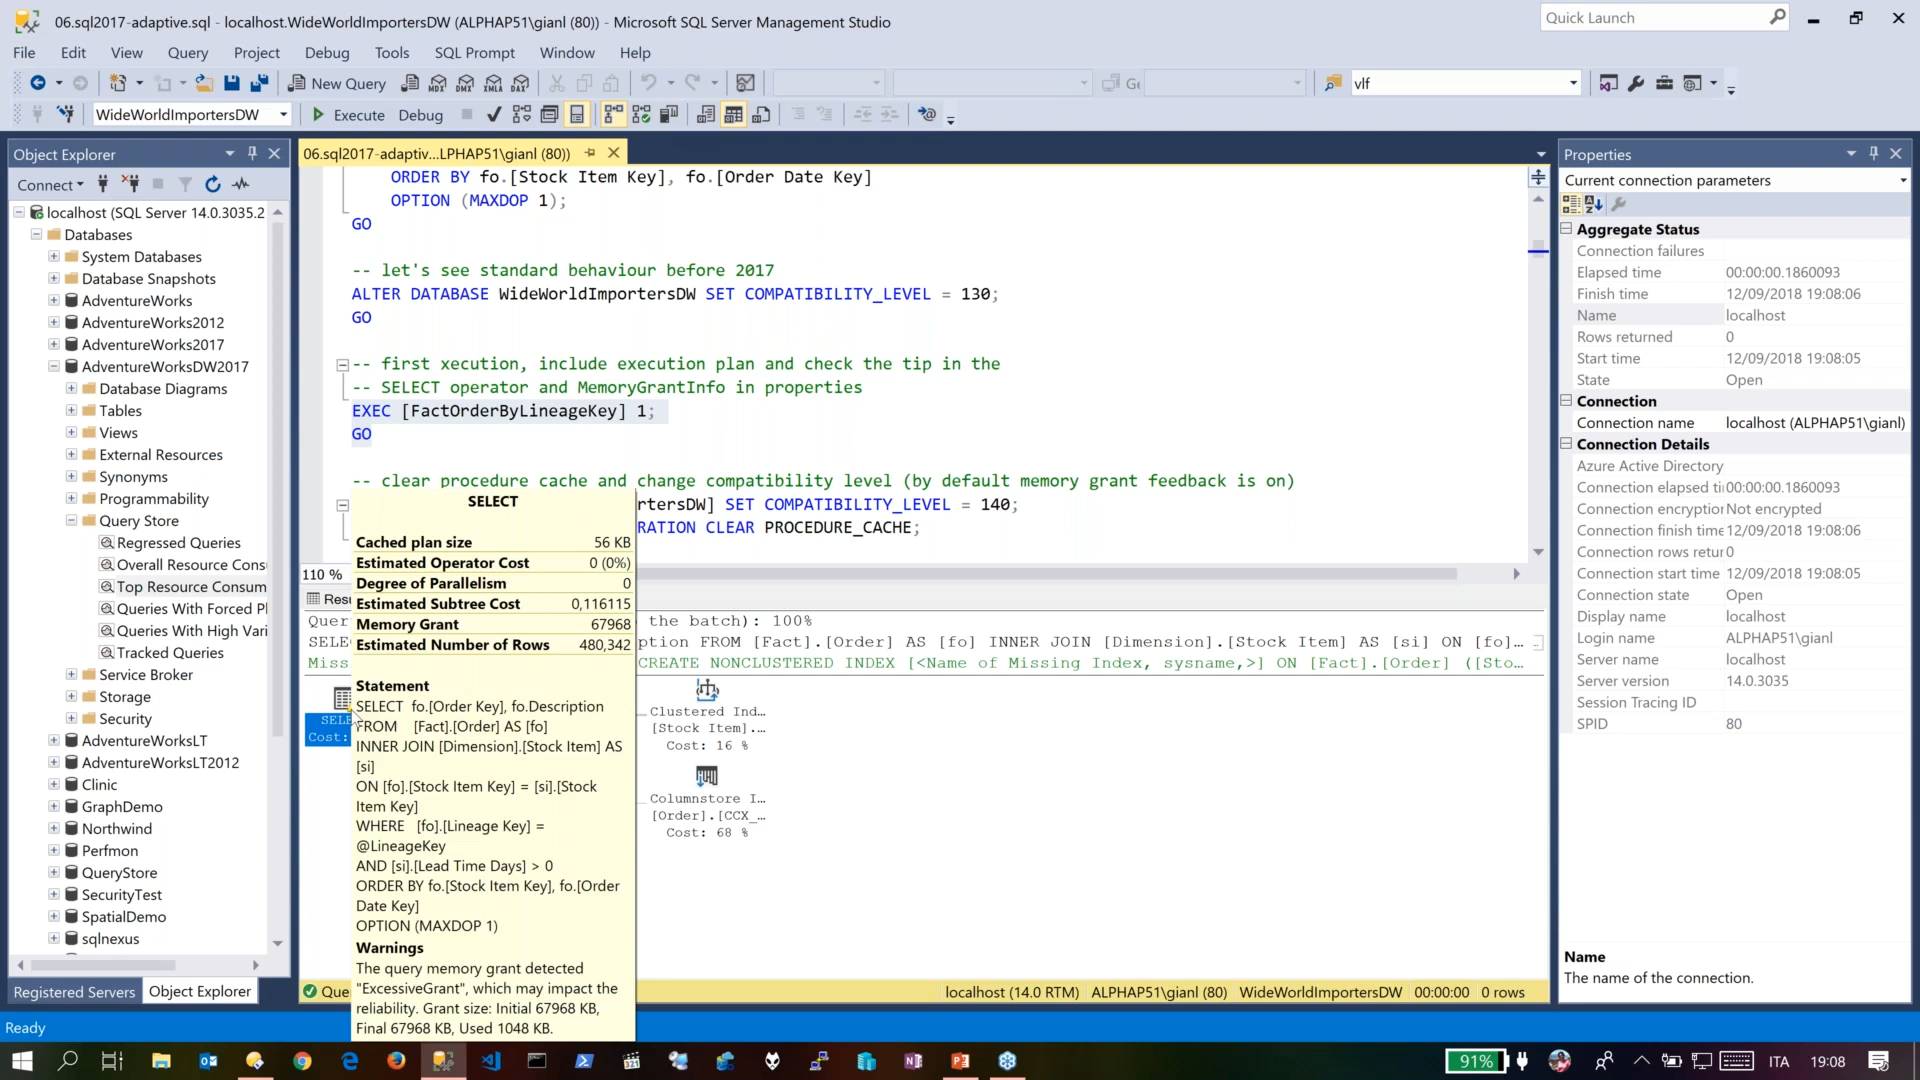 06.sql2017-adaptive.sql - localhost.WideWorldImportersDW (ALPHAP51\gianl (80)) - Microsoft SQL Server Management Studio
Quick Launch
File Edit View Query Project Debug Tools SQL Prompt Window Help
New Query
MDX DMX XMLA DAX
vlf
WideWorldImportersDW
Execute Debug
Object Explorer
Connect
localhost (SQL Server 14.0.3035.2
Databases
System Databases
Database Snapshots
AdventureWorks
AdventureWorks2012
AdventureWorks2017
AdventureWorksDW2017
Database Diagrams
Tables
Views
External Resources
Synonyms
Programmability
Query Store
Regressed Queries
Overall Resource Consu
Top Resource Consum
Queries With Forced Pl
Queries With High Vari
Tracked Queries
Service Broker
Storage
Security
AdventureWorksLT
AdventureWorksLT2012
Clinic
GraphDemo
Northwind
Perfmon
QueryStore
SecurityTest
SpatialDemo
sqlnexus
Registered Servers Object Explorer
06.sql2017-adaptiv...LPHAP51\gianl (80))
ORDER BY fo.[Stock Item Key], fo.[Order Date Key]
OPTION (MAXDOP 1);
GO
-- let's see standard behaviour before 2017
ALTER DATABASE WideWorldImportersDW SET COMPATIBILITY_LEVEL = 130;
GO
-- first xecution, include execution plan and check the tip in the
-- SELECT operator and MemoryGrantInfo in properties
EXEC [FactOrderByLineageKey] 1;
GO
-- clear procedure cache and change compatibility level (by default memory grant feedback is on)
rtersDW] SET COMPATIBILITY_LEVEL = 140;
RATION CLEAR PROCEDURE_CACHE;
110 %
Resu
Quer the batch): 100%
SELE ption FROM [Fact].[Order] AS [fo] INNER JOIN [Dimension].[Stock Item] AS [si] ON [fo]...
Miss CREATE NONCLUSTERED INDEX [<Name of Missing Index, sysname,>] ON [Fact].[Order] ([Sto...
SELE
Cost:
Clustered Ind...
[Stock Item]....
Cost: 16 %
Columnstore I...
[Order].[CCX_...
Cost: 68 %
SELECT
Cached plan size 56 KB
Estimated Operator Cost 0 (0%)
Degree of Parallelism 0
Estimated Subtree Cost 0,116115
Memory Grant 67968
Estimated Number of Rows 480,342
Statement
SELECT fo.[Order Key], fo.Description
FROM [Fact].[Order] AS [fo]
INNER JOIN [Dimension].[Stock Item] AS
[si]
ON [fo].[Stock Item Key] = [si].[Stock
Item Key]
WHERE [fo].[Lineage Key] =
@LineageKey
AND [si].[Lead Time Days] > 0
ORDER BY fo.[Stock Item Key], fo.[Order
Date Key]
OPTION (MAXDOP 1)
Warnings
The query memory grant detected
"ExcessiveGrant", which may impact the
reliability. Grant size: Initial 67968 KB,
Final 67968 KB, Used 1048 KB.
Que localhost (14.0 RTM) ALPHAP51\gianl (80) WideWorldImportersDW 00:00:00 0 rows
Properties
Current connection parameters
Aggregate Status
Connection failures
Elapsed time 00:00:00.1860093
Finish time 12/09/2018 19:08:06
Name localhost
Rows returned 0
Start time 12/09/2018 19:08:05
State Open
Connection
Connection name localhost (ALPHAP51\gianl)
Connection Details
Azure Active Directory
Connection elapsed ti 00:00:00.1860093
Connection encryption Not encrypted
Connection finish time 12/09/2018 19:08:06
Connection rows retur 0
Connection start time 12/09/2018 19:08:05
Connection state Open
Display name localhost
Login name ALPHAP51\gianl
Server name localhost
Server version 14.0.3035
Session Tracing ID
SPID 80
Name
The name of the connection.
Ready
91% ITA 19:08